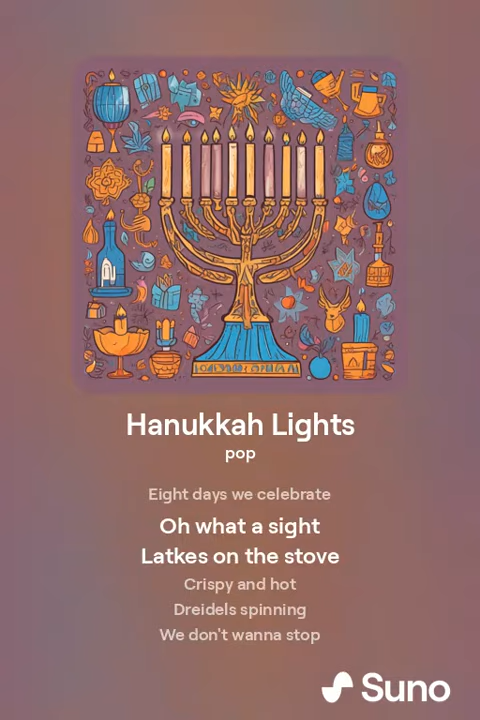 Hanukkah Lights
pop
Eight days we celebrate
Oh what a sight
Latkes on the stove
Crispy and hot
Dreidels spinning
We don't wanna stop
Suno